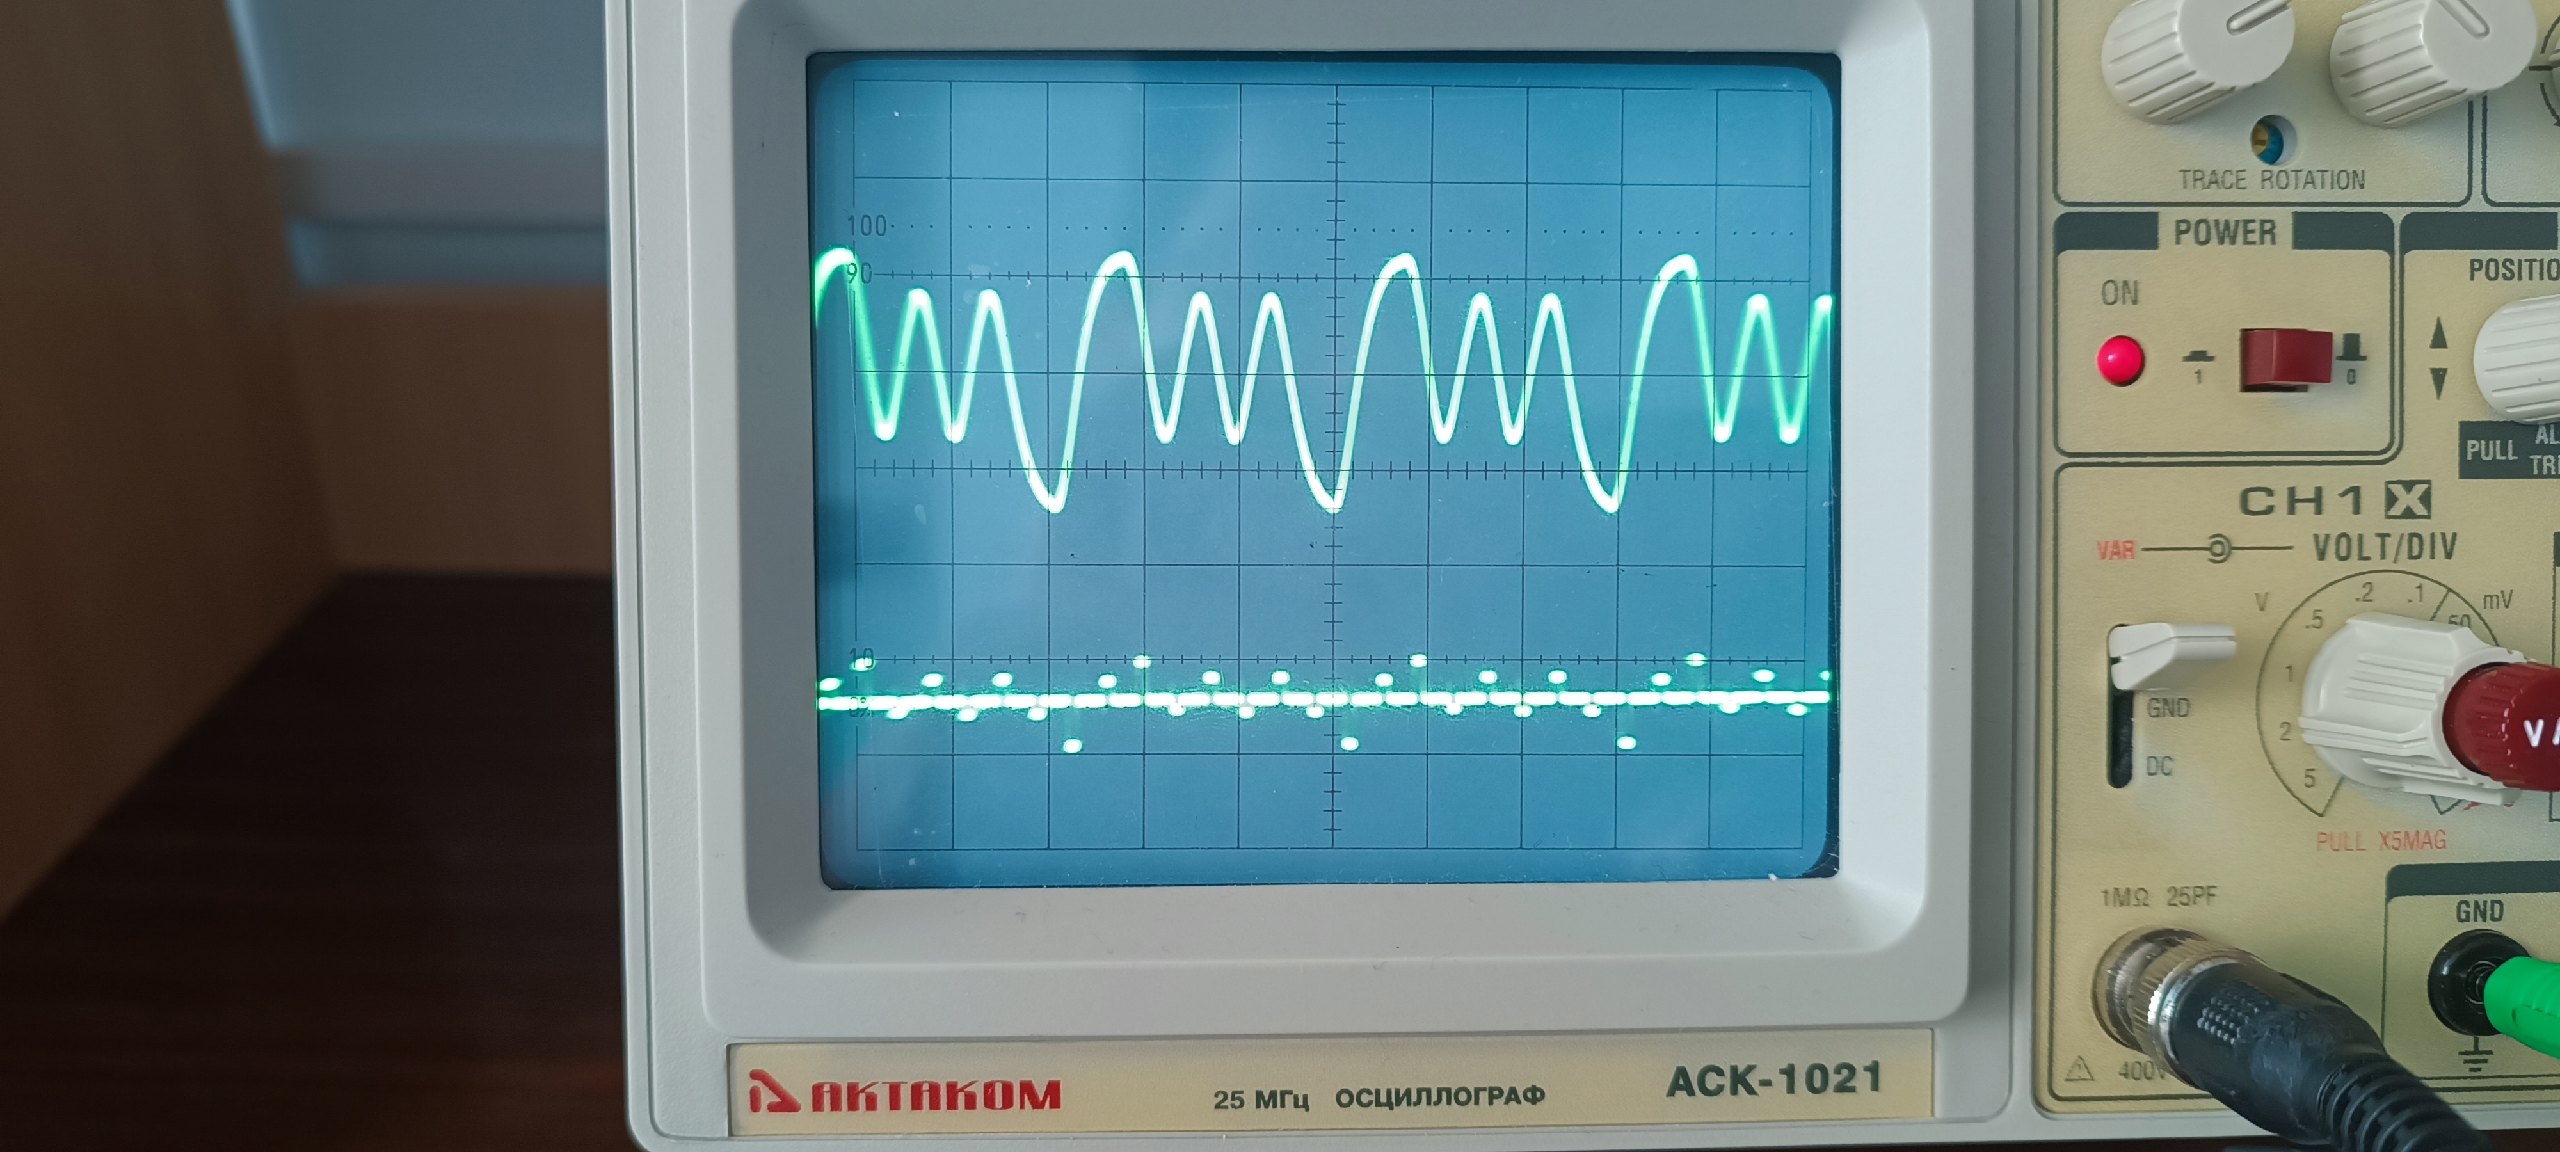 TRACE ROTATION
POWER
ON
1
0
POSITIO
PULL
AL
TRI
CH1 X
VAR
VOLT/DIV
V
.5
.2
.1
mV
50
1
2
5
GND
DC
V
PULL X5MAG
1MΩ 25PF
GND
400V
100
90
10
0%
АКТАКОМ
25 МГц ОСЦИЛЛОГРАФ
ACK-1021